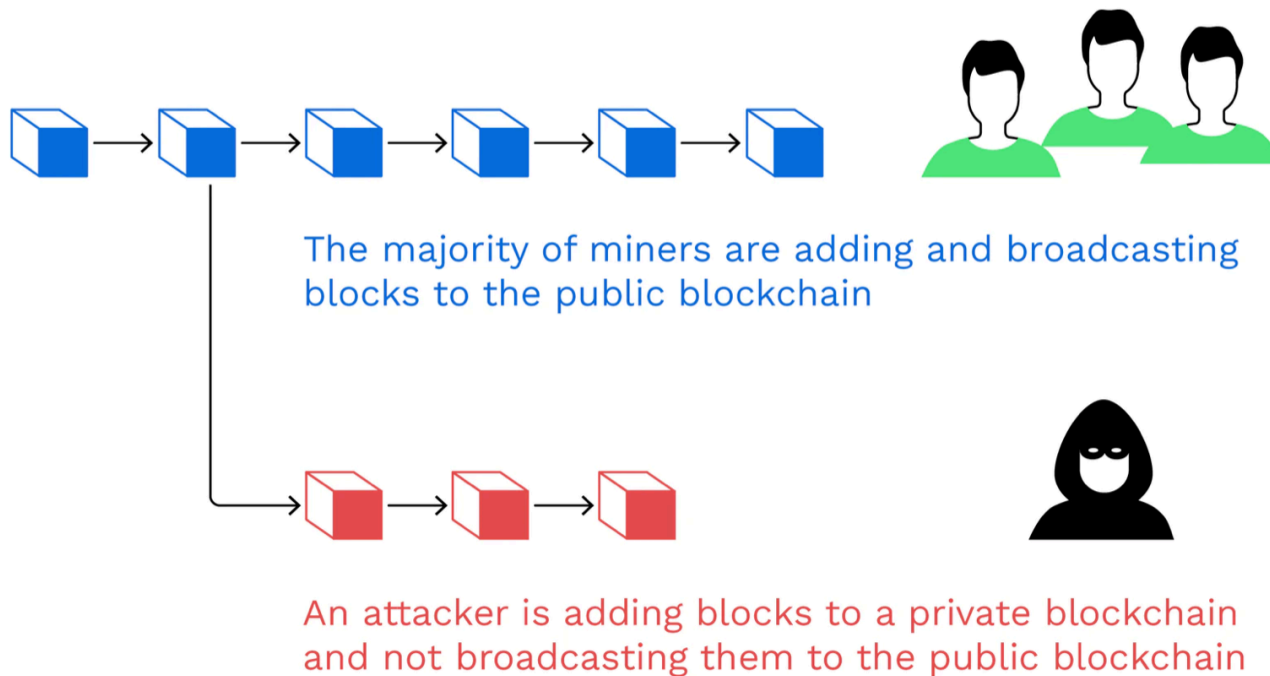 The majority of miners are adding and broadcasting
blocks to the public blockchain
An attacker is adding blocks to a private blockchain
and not broadcasting them to the public blockchain